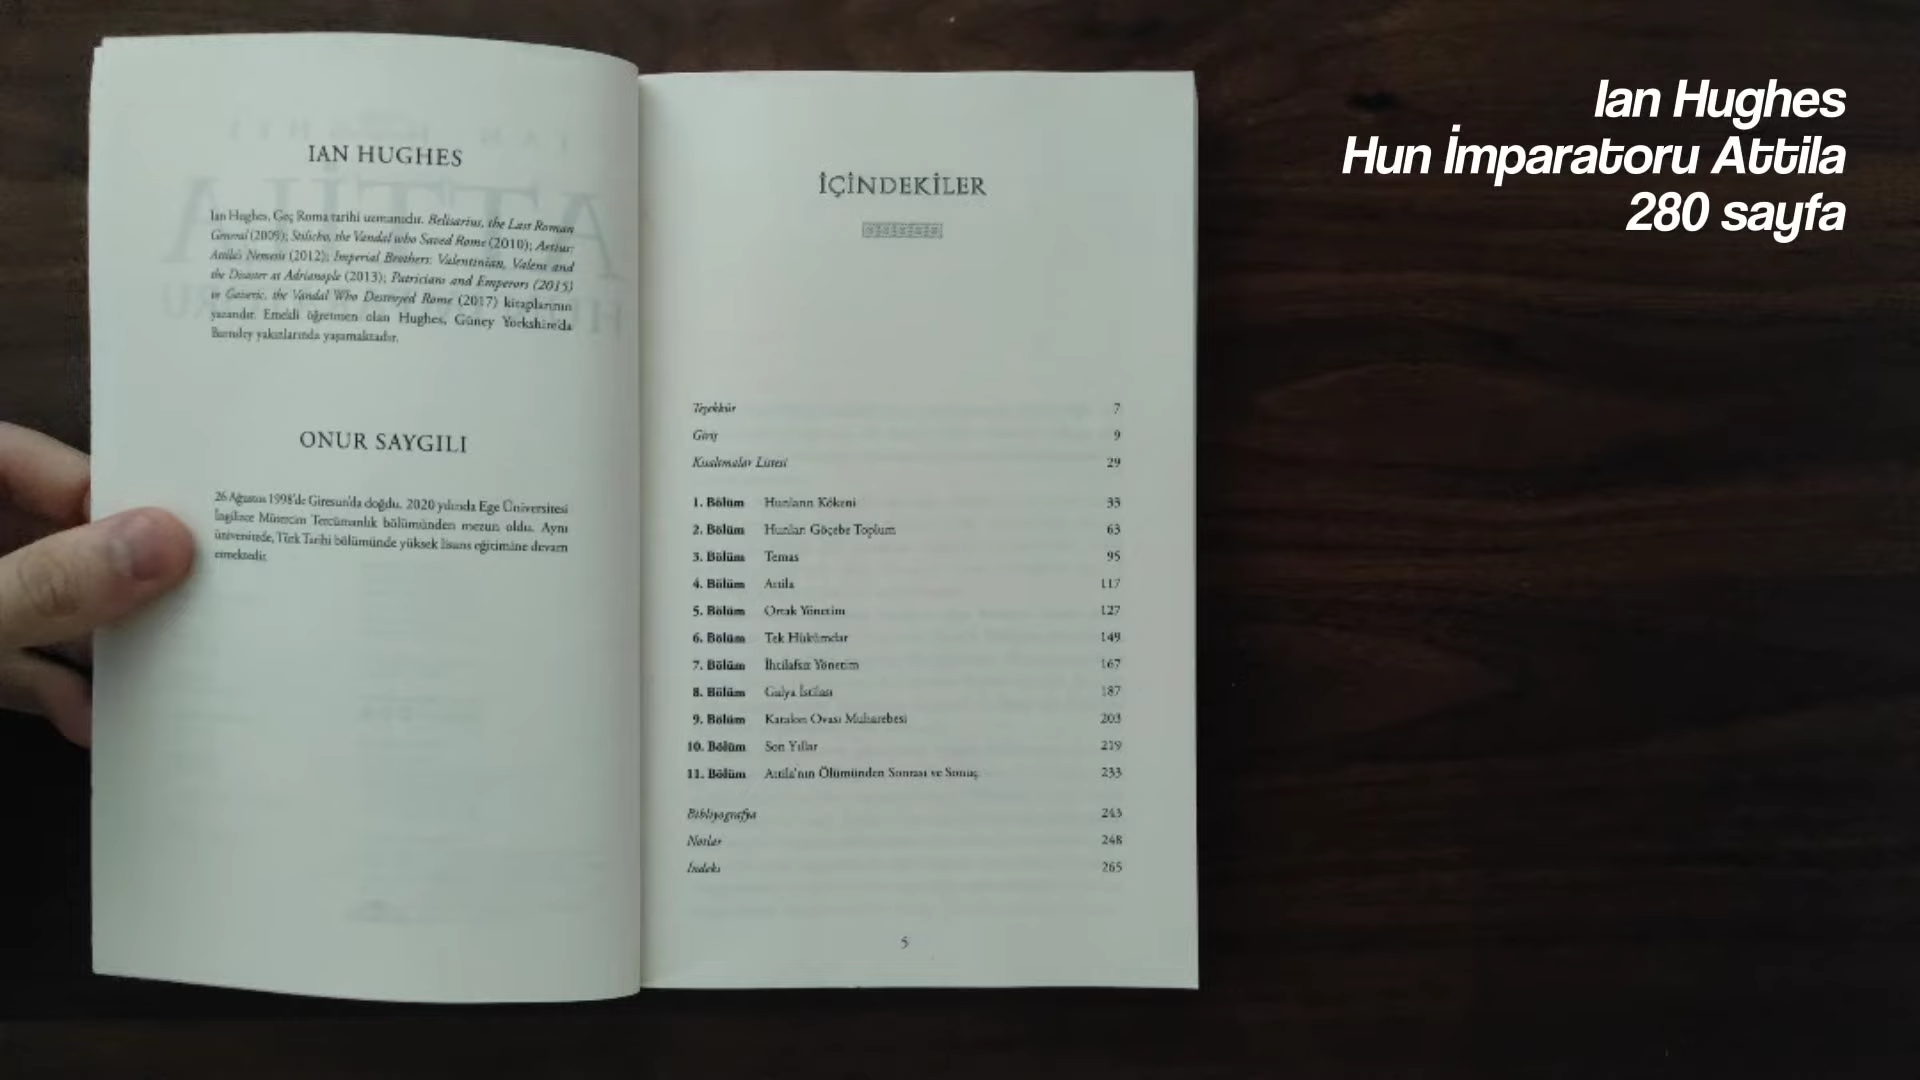 IAN HUGHES
Ian Hughes, Geç Roma tarihi uzmanıdır. Belisarius, the Last Roman
General (2009); Stilicho, the Vandal who Saved Rome (2010); Aetius:
Attila's Nemesis (2012); Imperial Brothers: Valentinian, Valens and
the Disaster at Adrianople (2013); Patricians and Emperors (2015)
ve Gaiseric, the Vandal Who Destroyed Rome (2017) kitaplarının
yazarıdır. Emekli öğretmen olan Hughes, Güney Yorkshire'da
Barnsley yakınlarında yaşamaktadır.
ONUR SAYGILI
26 Ağustos 1998'de Giresun'da doğdu. 2020 yılında Ege Üniversitesi
İngilizce Mütercim Tercümanlık bölümünden mezun oldu. Aynı
üniversitede, Türk Tarihi bölümünde yüksek lisans eğitimine devam
etmektedir.
İÇİNDEKİLER
Teşekkür 7
Giriş 9
Kısaltmalar Listesi 29
1. Bölüm Hunların Kökeni 33
2. Bölüm Hunlar: Göçebe Toplum 63
3. Bölüm Temas 95
4. Bölüm Attila 117
5. Bölüm Ortak Yönetim 127
6. Bölüm Tek Hükümdar 149
7. Bölüm İhtilafsız Yönetim 167
8. Bölüm Galya İstilası 187
9. Bölüm Katalon Ovası Muharebesi 203
10. Bölüm Son Yıllar 219
11. Bölüm Attila'nın Ölümünden Sonrası ve Sonuç 233
Bibliyografya 243
Notlar 248
İndeks 265
5
Ian Hughes
Hun İmparatoru Attila
280 sayfa